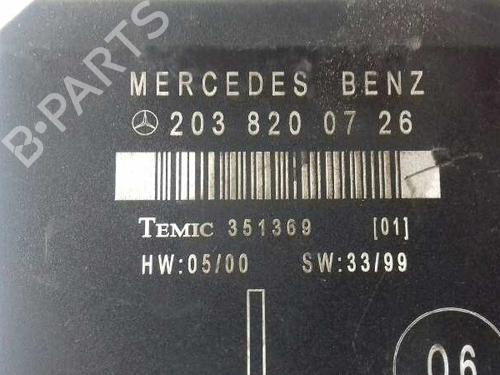 B-PARTS
MERCEDES BENZ
203 820 07 26
TEMIC 351369 [01]
HW:05/00 SW:33/99
06